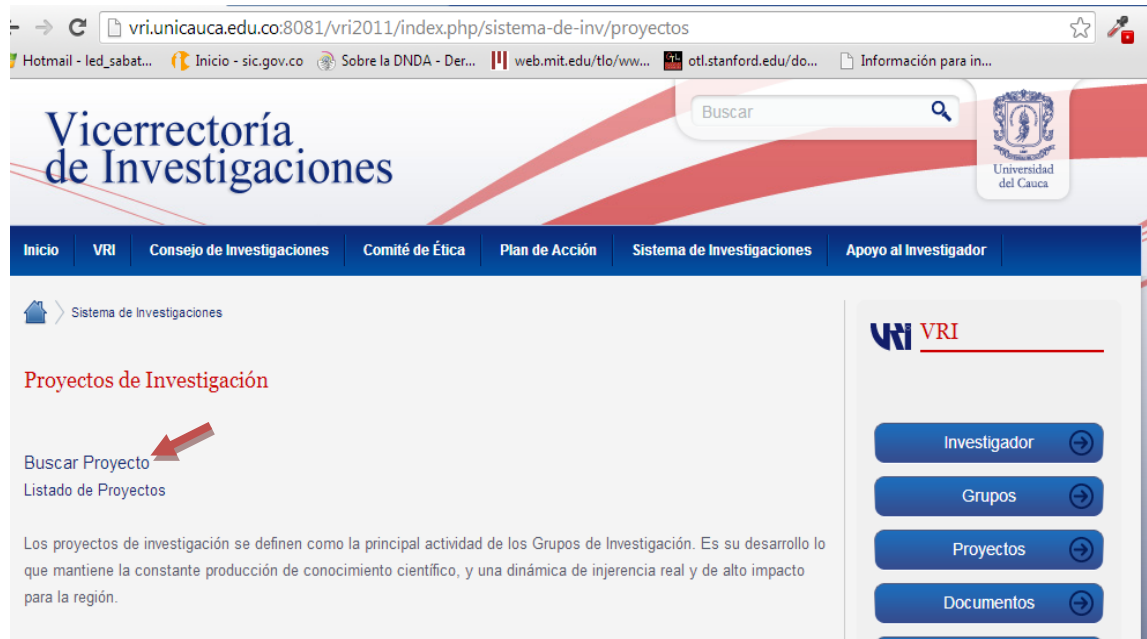 vri.unicauca.edu.co:8081/vri2011/index.php/sistema-de-inv/proyectos
Hotmail - led_sabat... Inicio - sic.gov.co Sobre la DNDA - Der... web.mit.edu/tlo/ww... otl.stanford.edu/do... Información para in...
Vicerrectoría
de Investigaciones
Buscar
Universidad
del Cauca
Inicio VRI Consejo de Investigaciones Comité de Ética Plan de Acción Sistema de Investigaciones Apoyo al Investigador
Sistema de Investigaciones
Proyectos de Investigación
Buscar Proyecto
Listado de Proyectos
Los proyectos de investigación se definen como la principal actividad de los Grupos de Investigación. Es su desarrollo lo
que mantiene la constante producción de conocimiento científico, y una dinámica de injerencia real y de alto impacto
para la región.
VRI VRI
Investigador
Grupos
Proyectos
Documentos